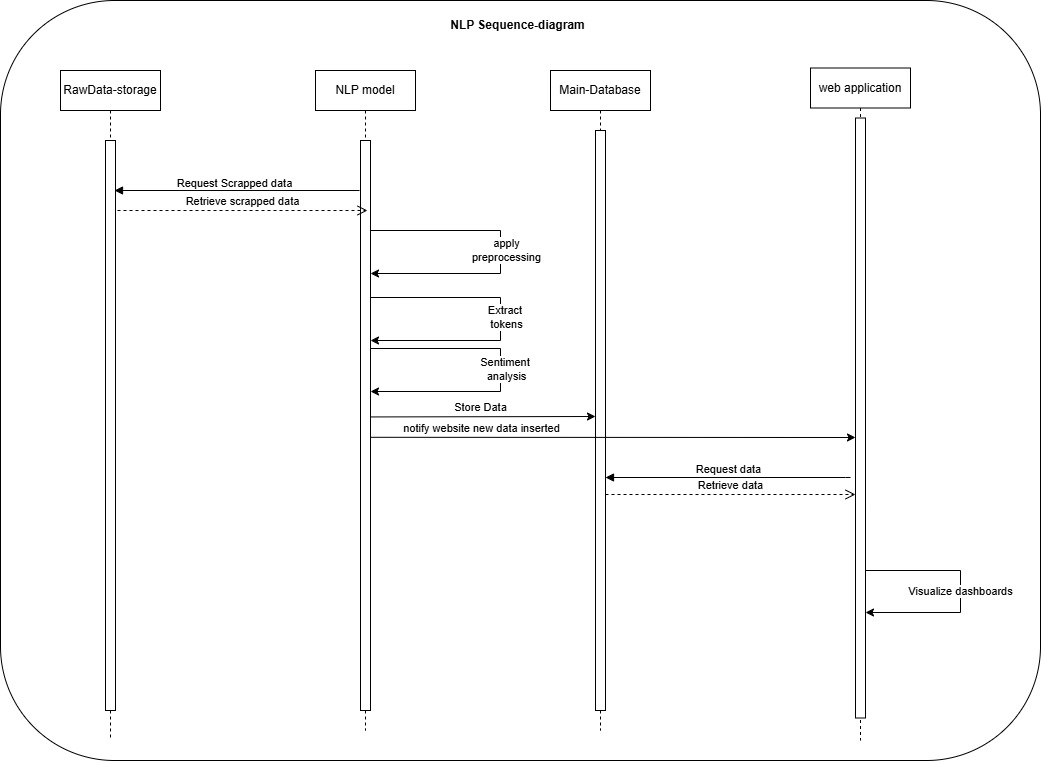 NLP Sequence-diagram
RawData-storage
NLP model
Main-Database
web application
Request Scrapped data
Retrieve scrapped data
apply
preprocessing
Extract
tokens
Sentiment
analysis
Store Data
notify website new data inserted
Request data
Retrieve data
Visualize dashboards